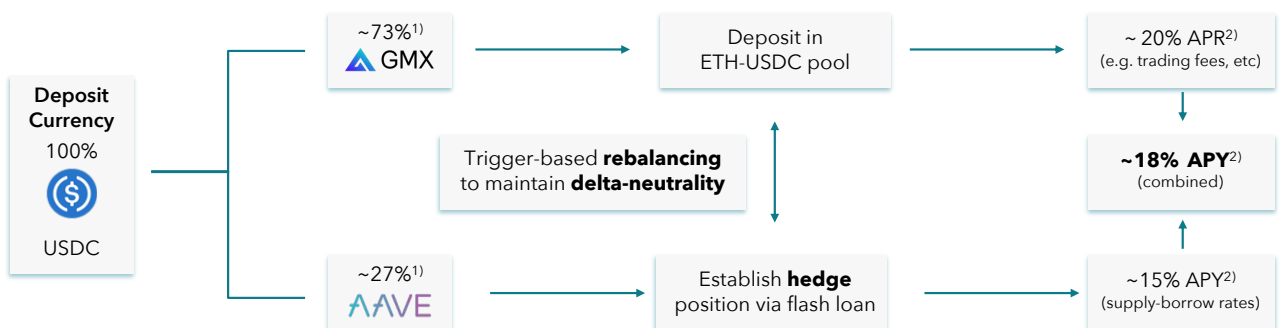 Deposit
Currency
100%
$
USDC
~73%1)
GMX
Deposit in
ETH-USDC pool
~ 20% APR2)
(e.g. trading fees, etc)
Trigger-based rebalancing
to maintain delta-neutrality
~18% APY2)
(combined)
~27%1)
AAVE
Establish hedge
position via flash loan
~15% APY2)
(supply-borrow rates)